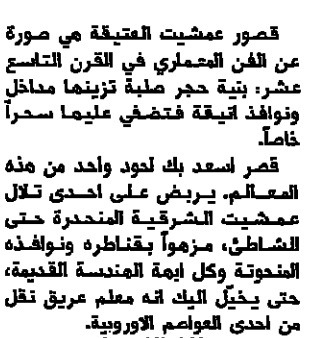 قصور عمشيت العتيقة هي صورة
عن الفن المعماري في القرن التاسع
عشر: بنية حجر صلبة تزينها مداخل
ونوافذ انيقة فتضفي عليها سحراً
خاصاً.
قصر اسعد بك لحود واحد من هذه
المعالم. يربض على احدى تلال
عمشيت الشرقية المنحدرة حتى
الشاطئ، مزهواً بقناطره ونوافذه
المنحوتة وكل ابهة الهندسة القديمة،
حتى يخيّل اليك انه معلم عريق نقل
من احدى العواصم الاوروبية.